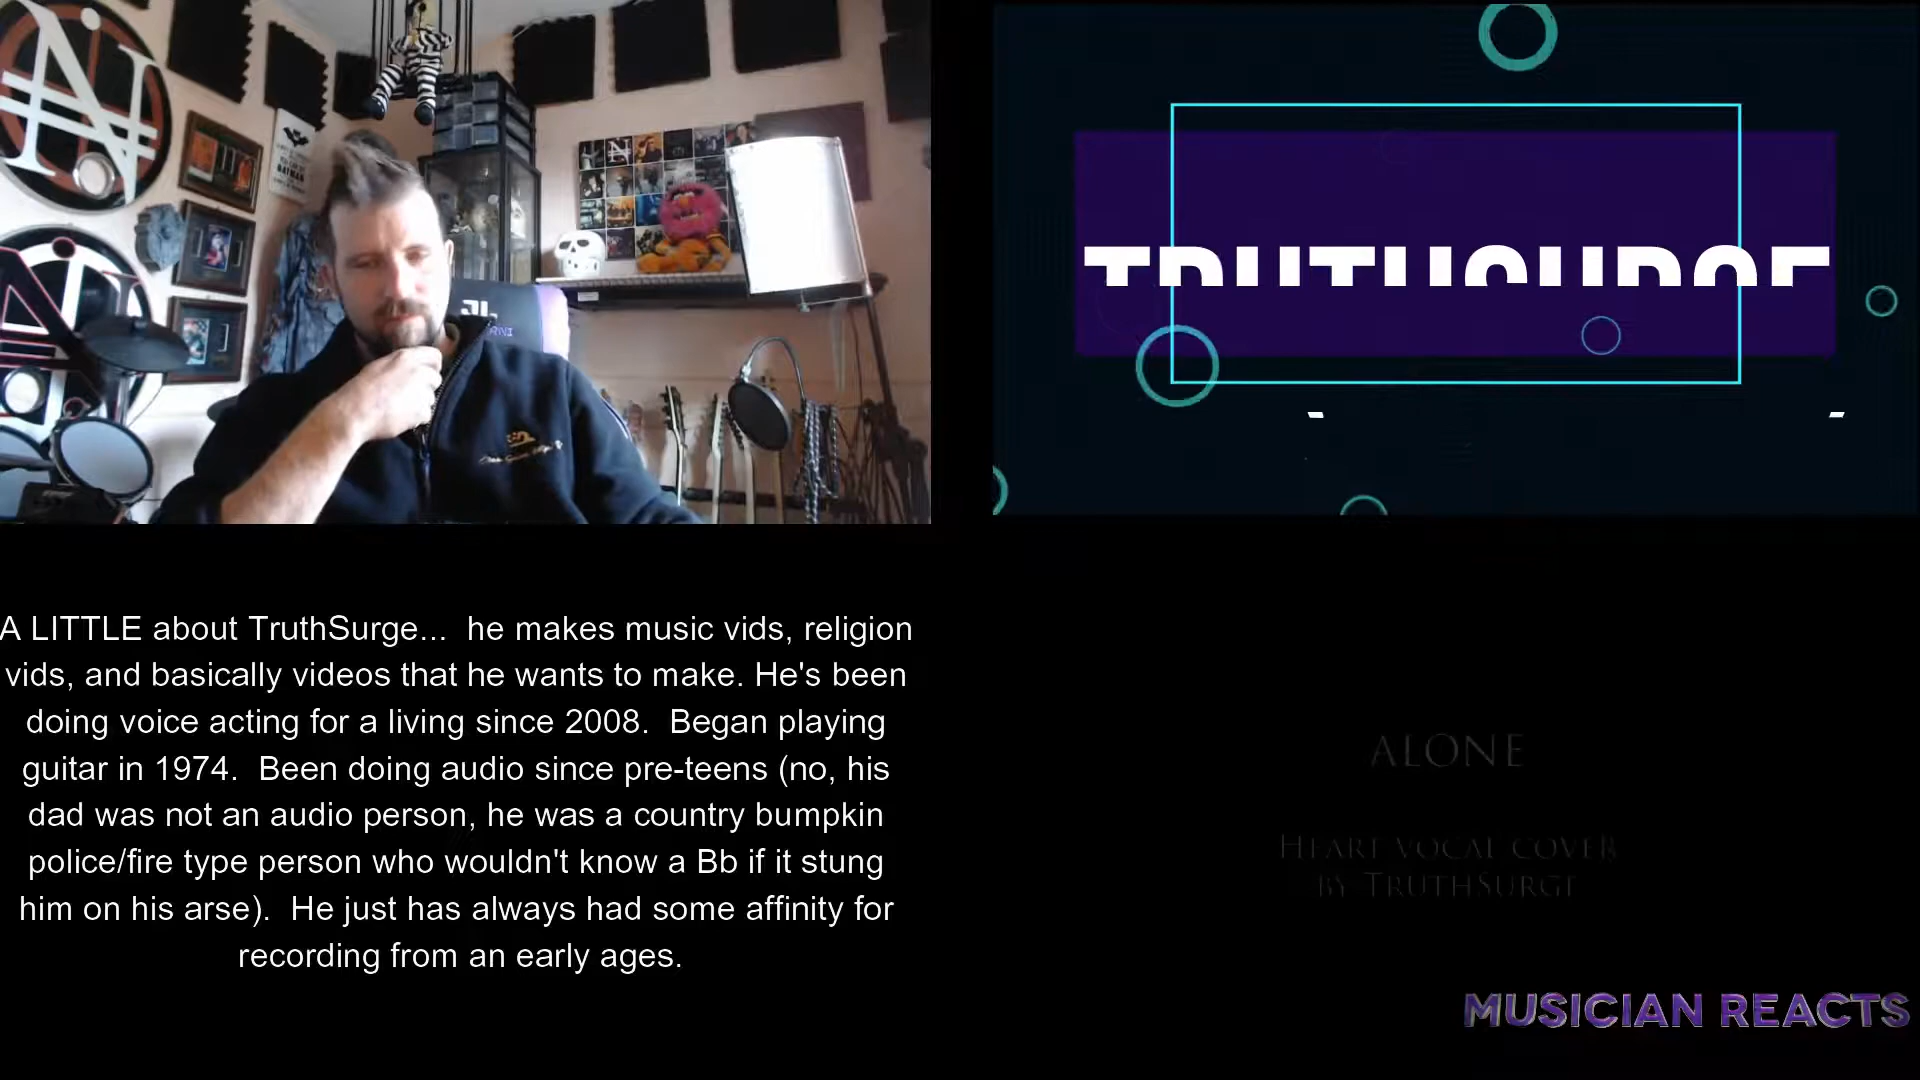 TRUTHSURGE
A LITTLE about TruthSurge...  he makes music vids, religion
vids, and basically videos that he wants to make. He's been
doing voice acting for a living since 2008.  Began playing
guitar in 1974.  Been doing audio since pre-teens (no, his
dad was not an audio person, he was a country bumpkin
police/fire type person who wouldn't know a Bb if it stung
him on his arse).  He just has always had some affinity for
recording from an early ages.
ALONE
HEART VOCAL COVER
BY TRUTHSURGE
MUSICIAN REACTS